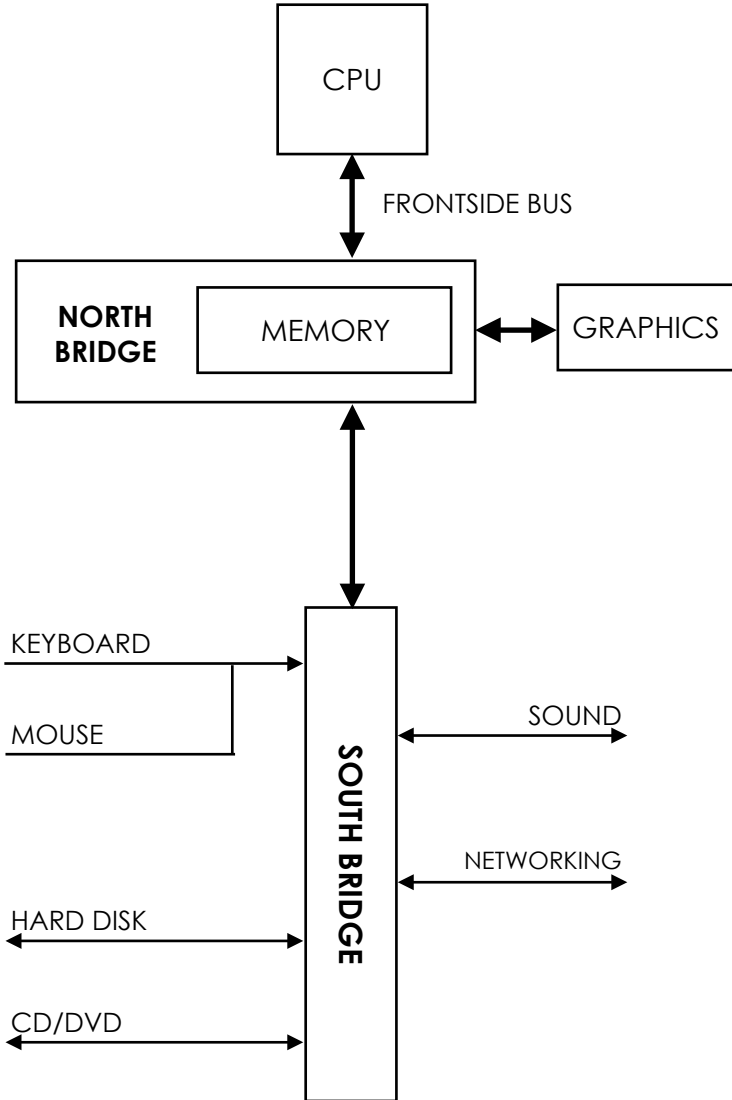 CPU
FRONTSIDE BUS
NORTH
BRIDGE
MEMORY
GRAPHICS
KEYBOARD
MOUSE
SOUND
SOUTH BRIDGE
NETWORKING
HARD DISK
CD/DVD